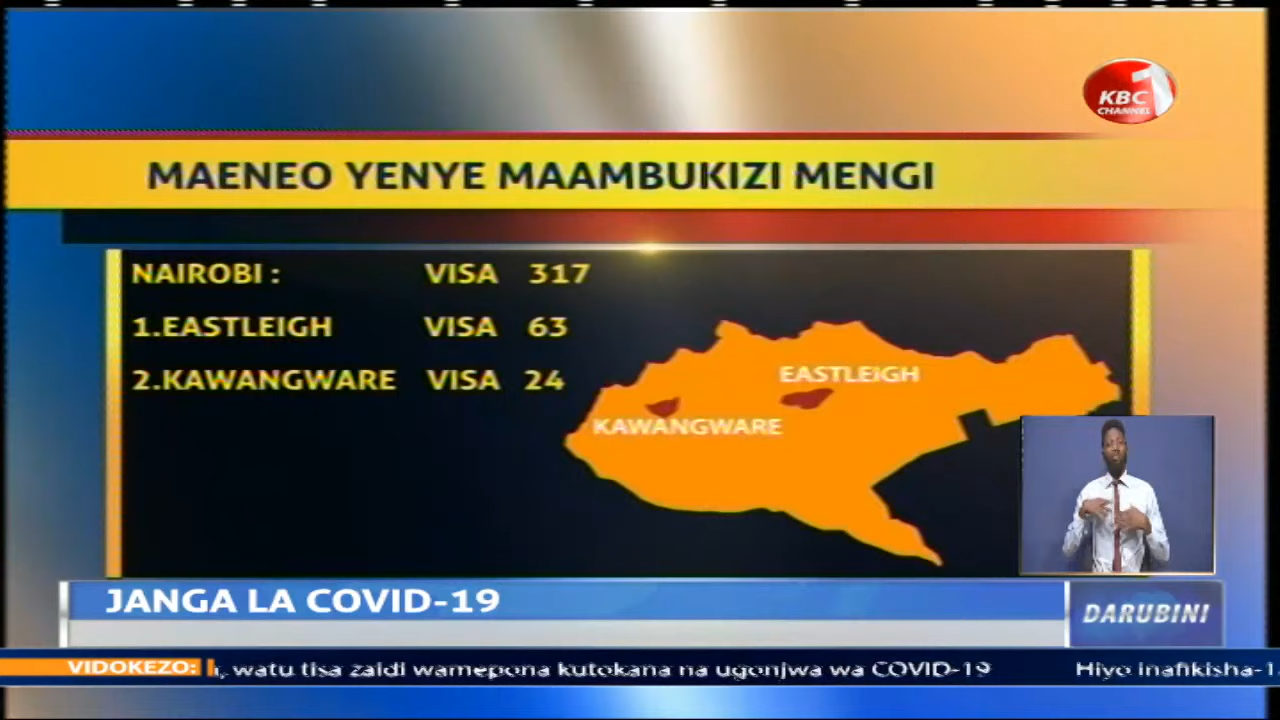 KBC 1
CHANNEL
MAENEO YENYE MAAMBUKIZI MENGI
NAIROBI : VISA 317
1.EASTLEIGH VISA 63
2.KAWANGWARE VISA 24
EASTLEIGH
KAWANGWARE
JANGA LA COVID-19
DARUBINI
VIDOKEZO: , watu tisa zaidi wamepona kutokana na ugonjwa wa COVID-19 Hiyo inafikisha